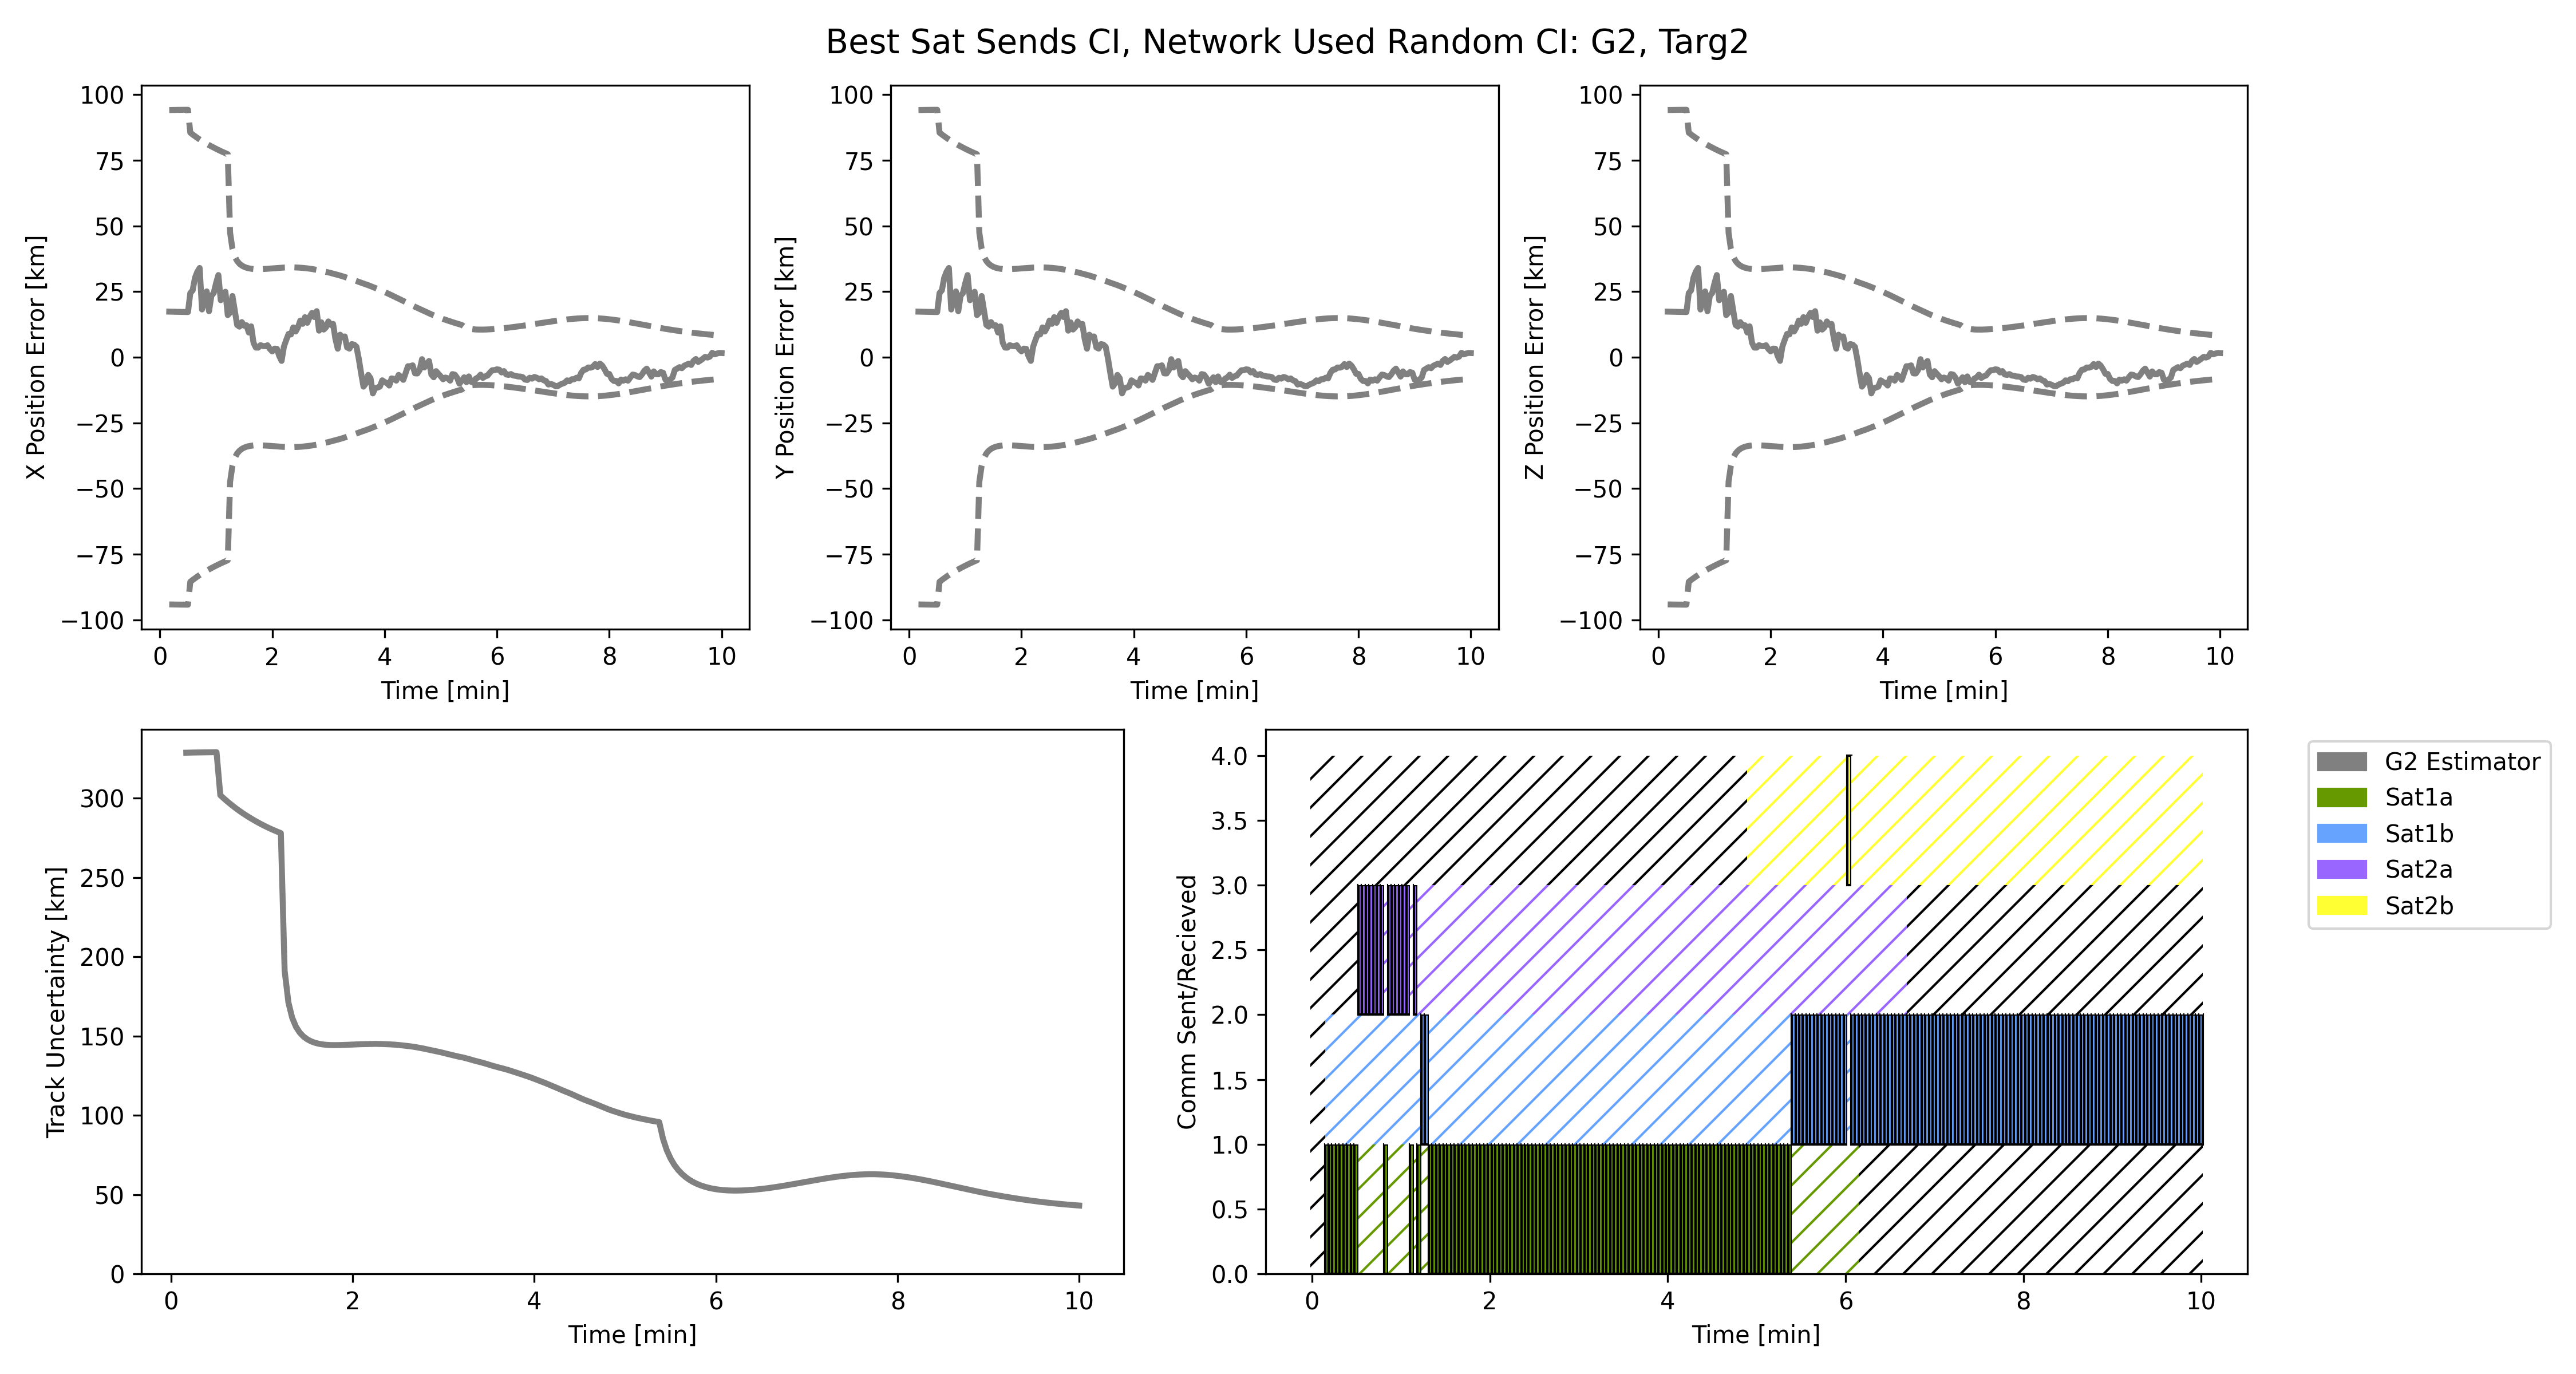 Best Sat Sends CI, Network Used Random CI: G2, Targ2
X Position Error [km]
100
75
50
25
0
−25
−50
−75
−100
0 2 4 6 8 10
Time [min]
Y Position Error [km]
100
75
50
25
0
−25
−50
−75
−100
0 2 4 6 8 10
Time [min]
Z Position Error [km]
100
75
50
25
0
−25
−50
−75
−100
0 2 4 6 8 10
Time [min]
Track Uncertainty [km]
300
250
200
150
100
50
0
0 2 4 6 8 10
Time [min]
Comm Sent/Recieved
4.0
3.5
3.0
2.5
2.0
1.5
1.0
0.5
0.0
0 2 4 6 8 10
Time [min]
G2 Estimator
Sat1a
Sat1b
Sat2a
Sat2b